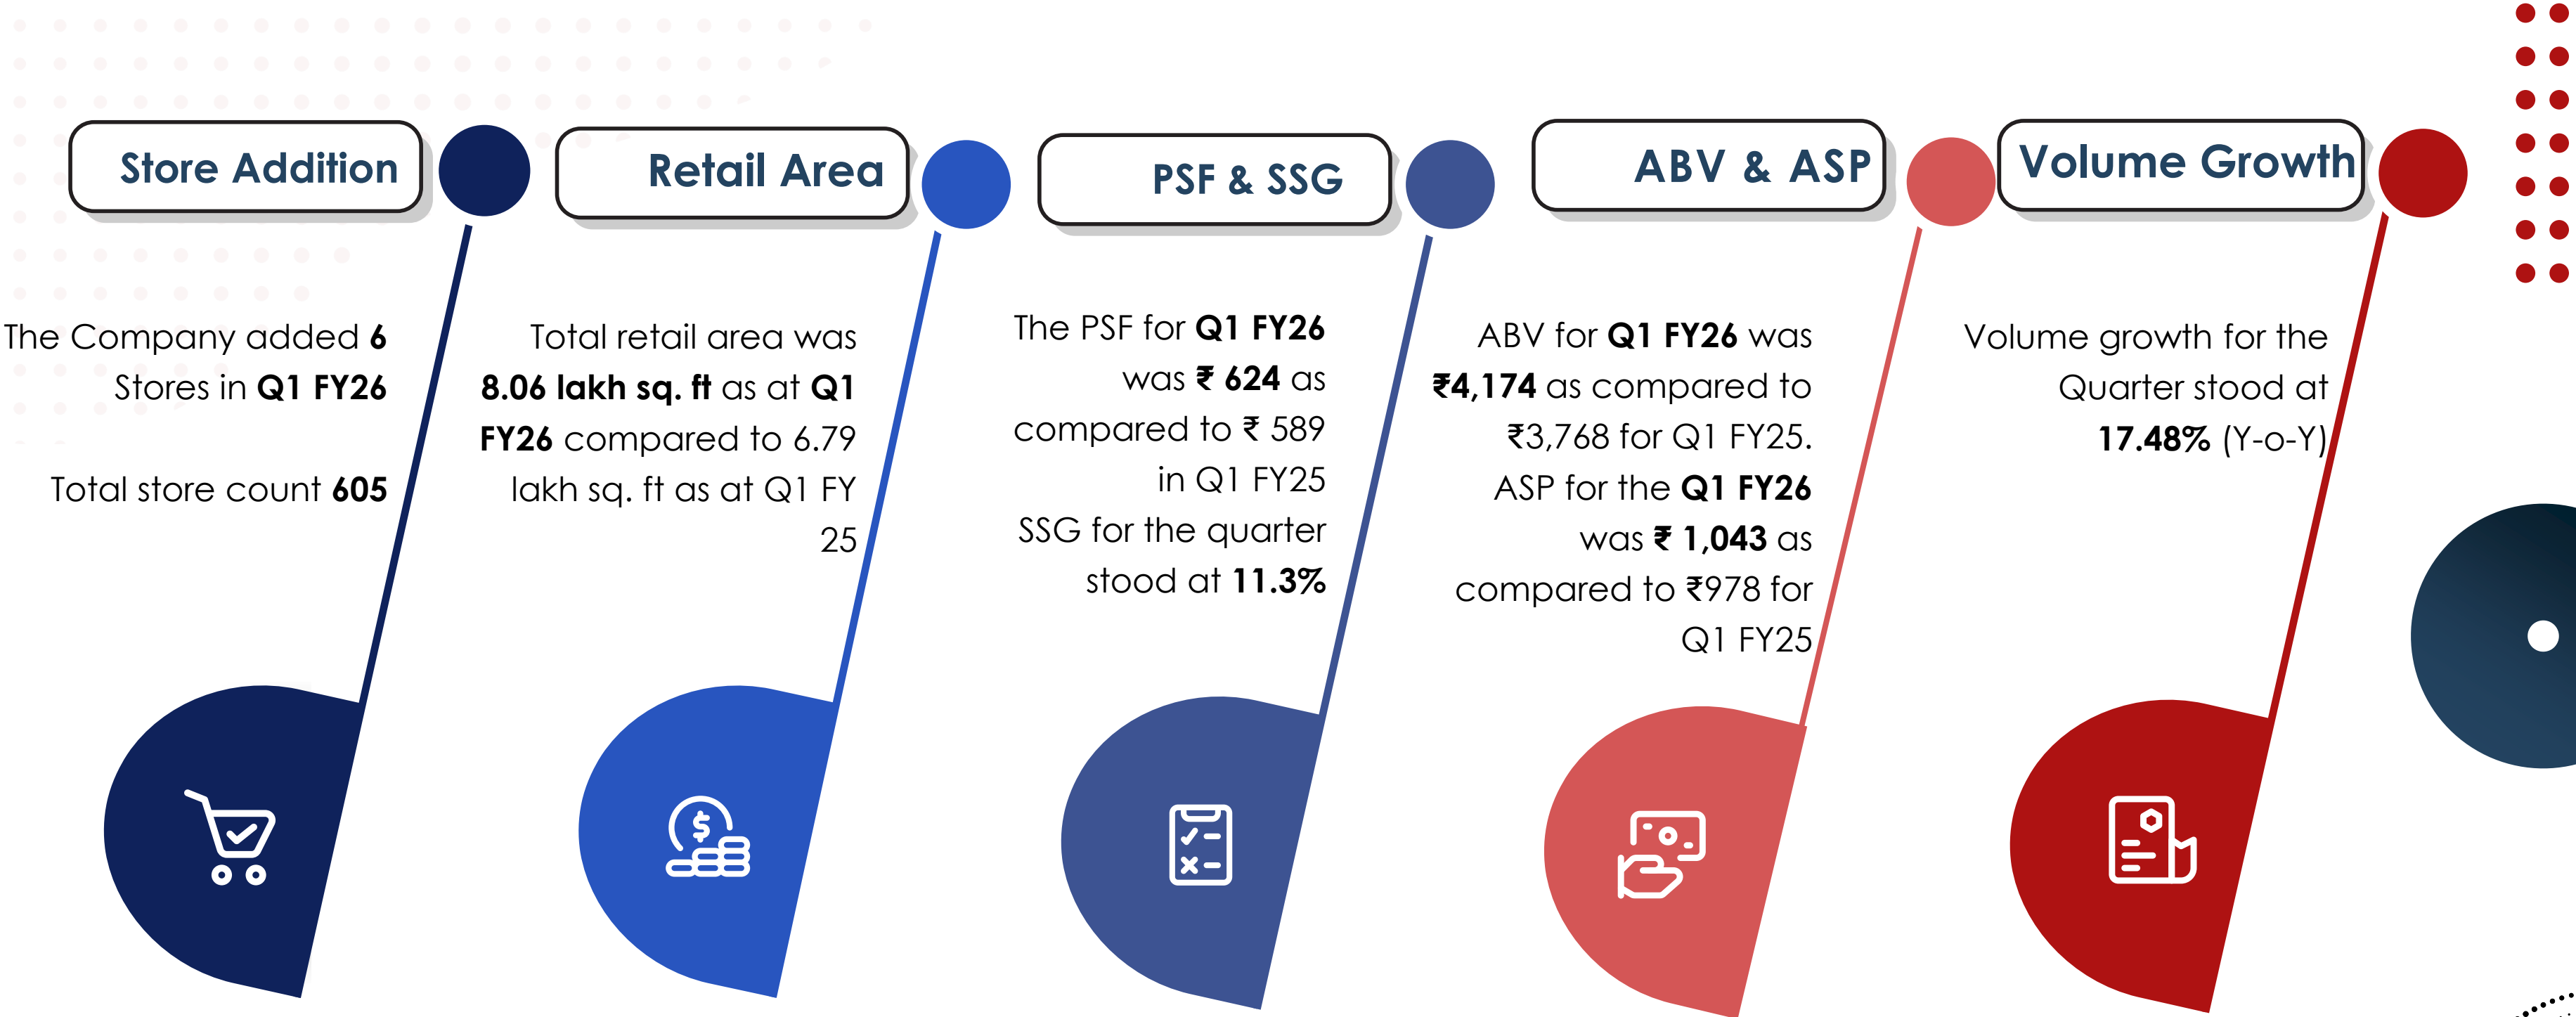 Store Addition
The Company added 6
Stores in Q1 FY26
Total store count 605
Retail Area
Total retail area was
8.06 lakh sq. ft as at Q1
FY26 compared to 6.79
lakh sq. ft as at Q1 FY
25
PSF & SSG
The PSF for Q1 FY26
was ₹ 624 as
compared to ₹ 589
in Q1 FY25
SSG for the quarter
stood at 11.3%
ABV & ASP
ABV for Q1 FY26 was
₹4,174 as compared to
₹3,768 for Q1 FY25.
ASP for the Q1 FY26
was ₹ 1,043 as
compared to ₹978 for
Q1 FY25
Volume Growth
Volume growth for the
Quarter stood at
17.48% (Y-o-Y)
$